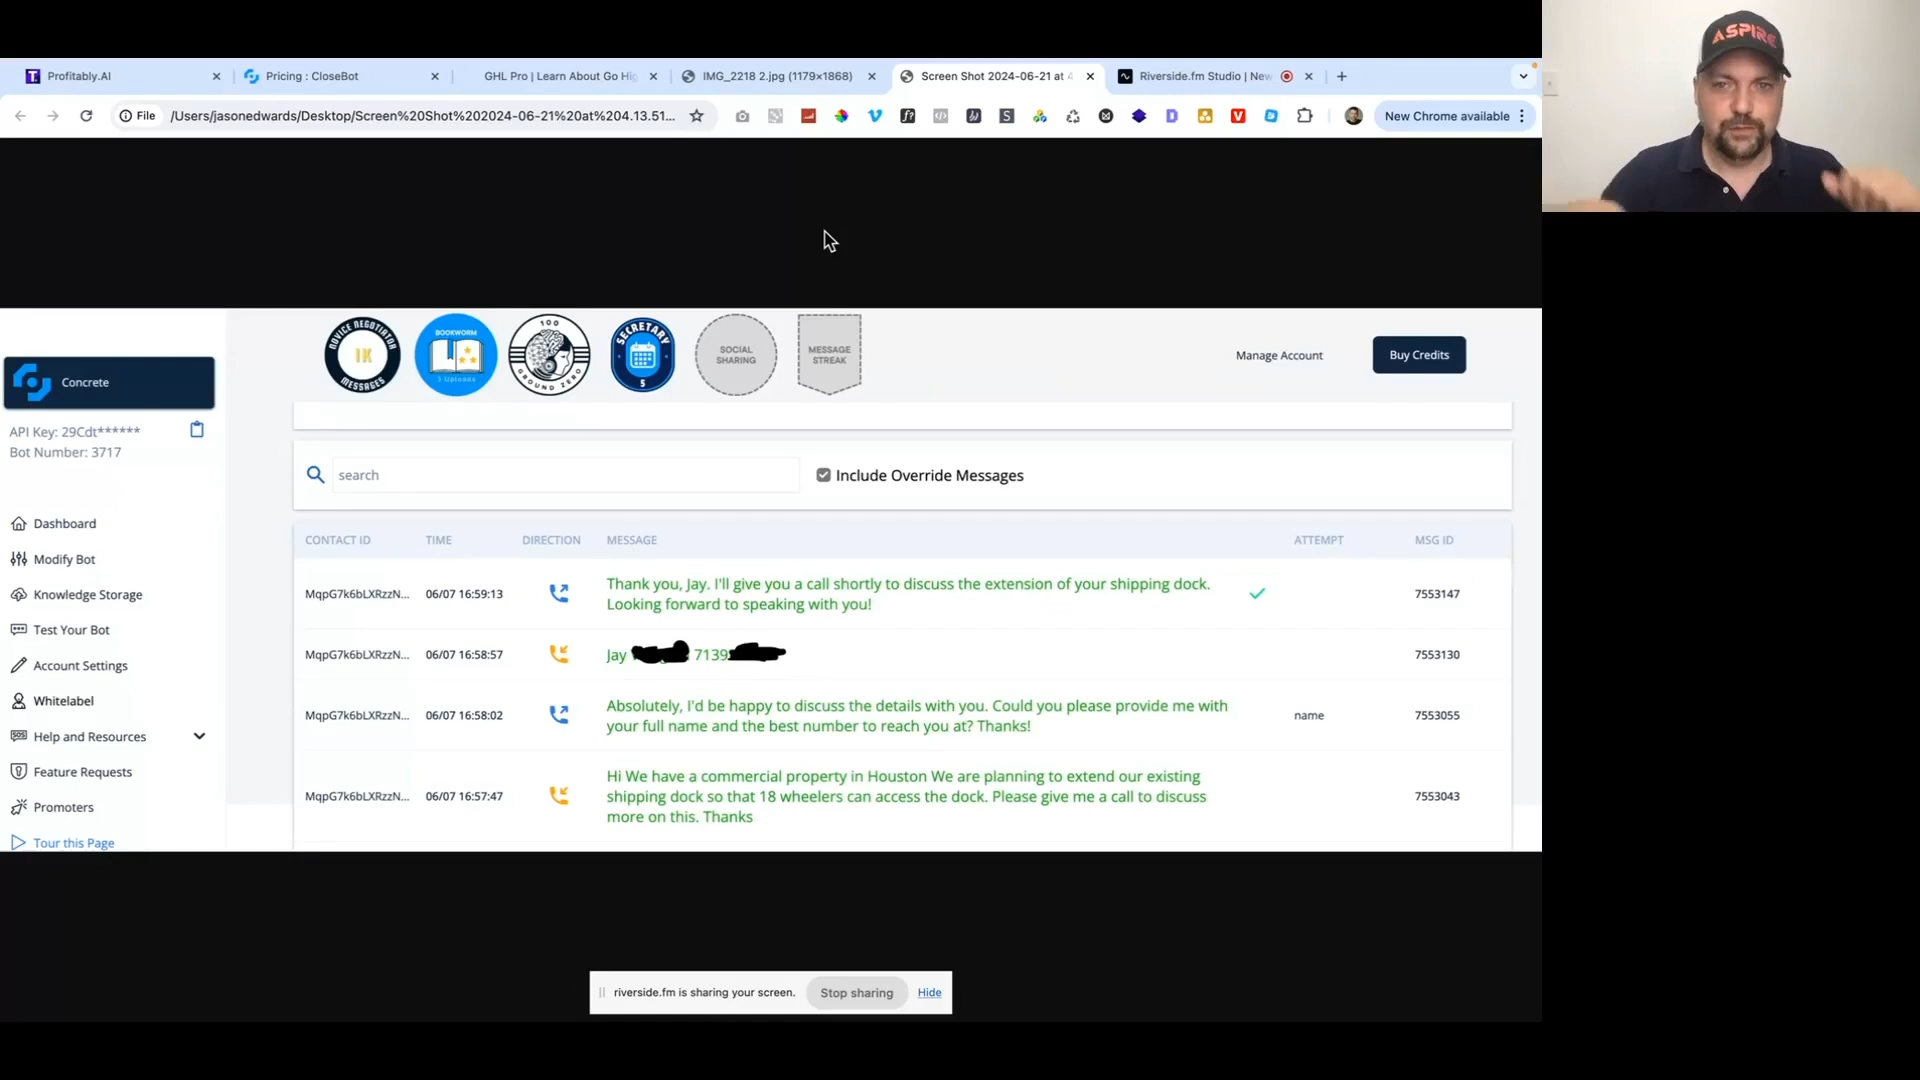 Profitably.AI
Pricing : CloseBot
GHL Pro | Learn About Go Hig
IMG_2218 2.jpg (1179×1868)
Screen Shot 2024-06-21 at 4
Riverside.fm Studio | New
File
/Users/jasonedwards/Desktop/Screen%20Shot%202024-06-21%20at%204.13.51...
New Chrome available
ASPIRE
NOVICE NEGOTIATOR
1K
MESSAGES
BOOKWORM
3 Uploads
100
GROUND ZERO
SECRETARY
5
SOCIAL
SHARING
MESSAGE
STREAK
Manage Account
Buy Credits
Concrete
API Key: 29Cdt******
Bot Number: 3717
search
Include Override Messages
Dashboard
Modify Bot
Knowledge Storage
Test Your Bot
Account Settings
Whitelabel
Help and Resources
Feature Requests
Promoters
Tour this Page
CONTACT ID TIME DIRECTION MESSAGE ATTEMPT MSG ID
MqpG7k6bLXRzzN... 06/07 16:59:13 Thank you, Jay. I'll give you a call shortly to discuss the extension of your shipping dock.
Looking forward to speaking with you! 7553147
MqpG7k6bLXRzzN... 06/07 16:58:57 Jay 7139 7553130
MqpG7k6bLXRzzN... 06/07 16:58:02 Absolutely, I'd be happy to discuss the details with you. Could you please provide me with
your full name and the best number to reach you at? Thanks! name 7553055
Hi We have a commercial property in Houston We are planning to extend our existing
MqpG7k6bLXRzzN... 06/07 16:57:47 shipping dock so that 18 wheelers can access the dock. Please give me a call to discuss 7553043
more on this. Thanks
riverside.fm is sharing your screen. Stop sharing Hide